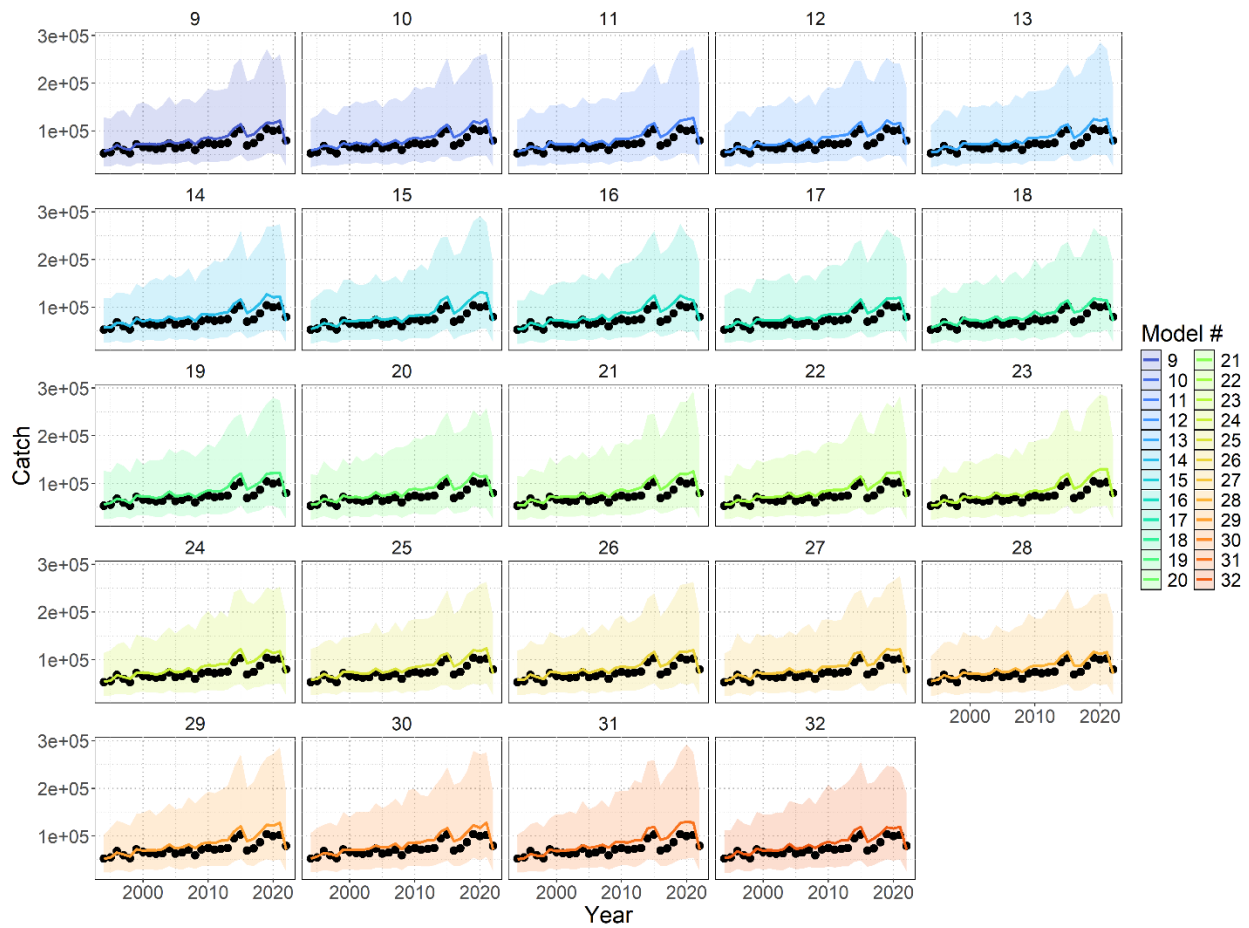 9 10 11 12 13
3e+05
2e+05
1e+05
14 15 16 17 18
3e+05
2e+05
1e+05
19 20 21 22 23
3e+05
2e+05
1e+05
24 25 26 27 28
3e+05
2e+05
1e+05
2000 2010 2020
29 30 31 32
3e+05
2e+05
1e+05
2000 2010 2020 2000 2010 2020 2000 2010 2020 2000 2010 2020
Year
Catch
Model #
9 21
10 22
11 23
12 24
13 25
14 26
15 27
16 28
17 29
18 30
19 31
20 32